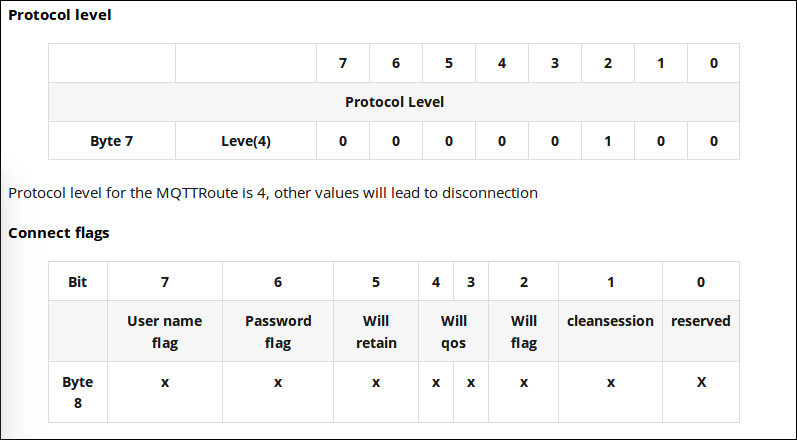 Protocol level
7 6 5 4 3 2 1 0
Protocol Level
Byte 7 Leve(4) 0 0 0 0 0 1 0 0
Protocol level for the MQTTRoute is 4, other values will lead to disconnection
Connect flags
Bit 7 6 5 4 3 2 1 0
User name Password Will Will Will cleansession reserved
flag flag retain qos flag
Byte x x x x x x x X
8